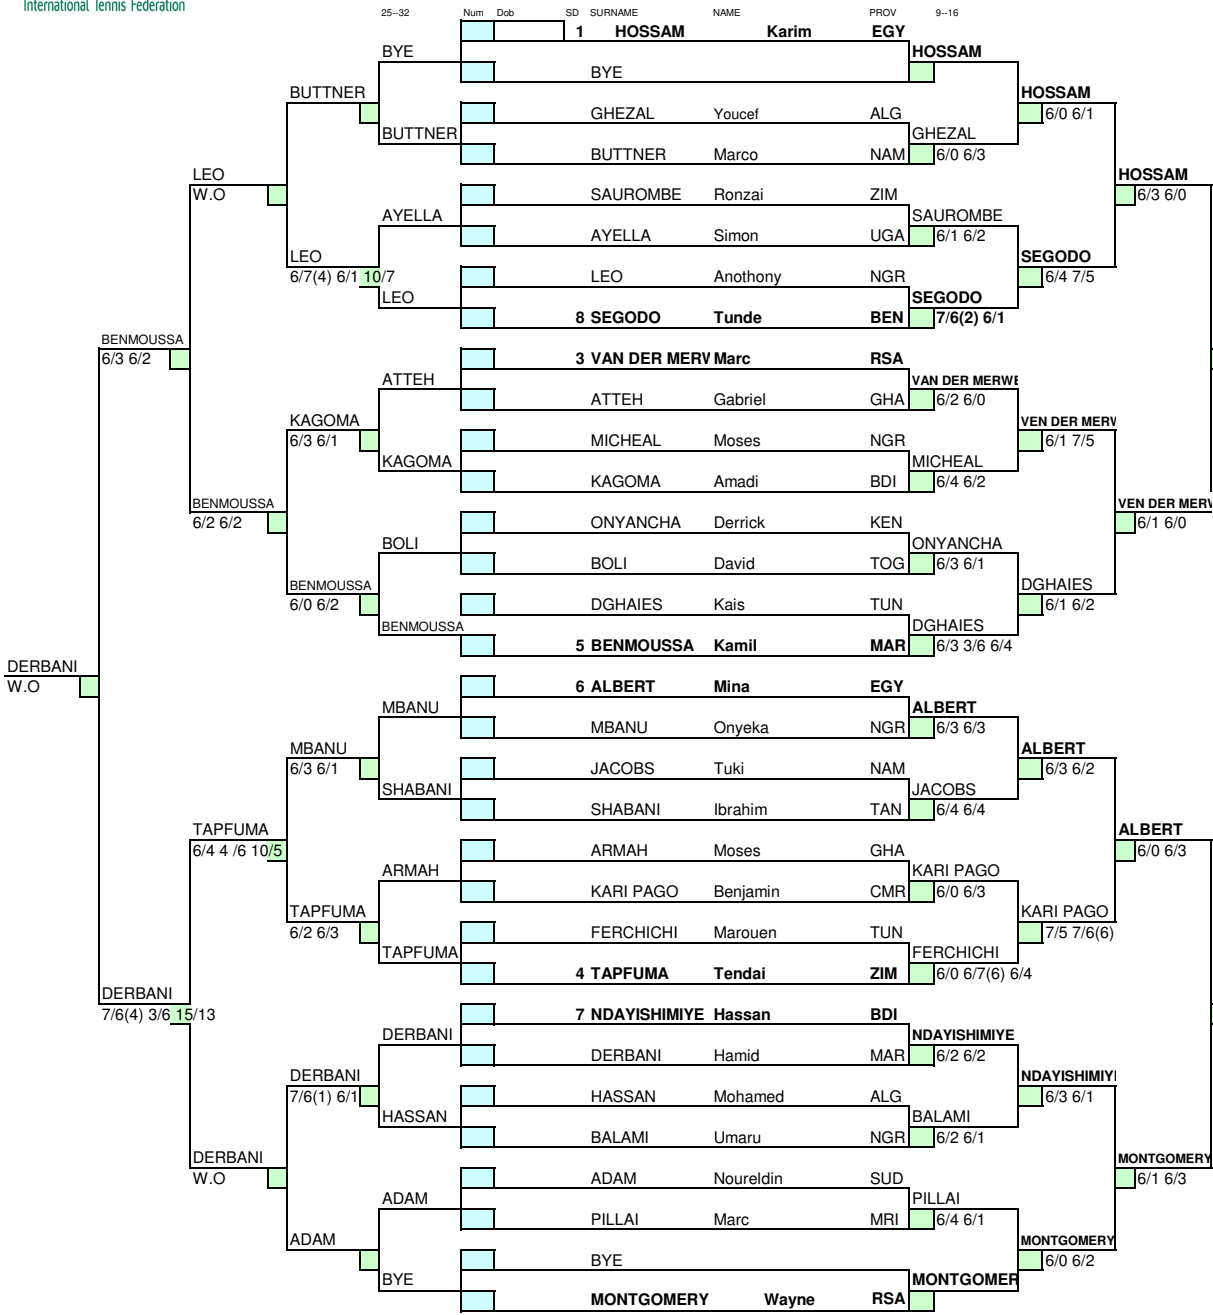 International Tennis Federation
25--32 Num Dob SD SURNAME NAME PROV 9--16
1 HOSSAM Karim EGY
BYE HOSSAM
BYE
BUTTNER HOSSAM
GHEZAL Youcef ALG 6/0 6/1
BUTTNER GHEZAL
BUTTNER Marco NAM 6/0 6/3
LEO HOSSAM
W.O SAUROMBE Ronzai ZIM 6/3 6/0
AYELLA SAUROMBE
AYELLA Simon UGA 6/1 6/2
LEO SEGODO
6/7(4) 6/1 10/7 LEO Anothony NGR 6/4 7/5
LEO SEGODO
8 SEGODO Tunde BEN 7/6(2) 6/1
BENMOUSSA
6/3 6/2 3 VAN DER MERW Marc RSA
ATTEH VAN DER MERWE
ATTEH Gabriel GHA 6/2 6/0
KAGOMA VEN DER MERW
6/3 6/1 MICHEAL Moses NGR 6/1 7/5
KAGOMA MICHEAL
KAGOMA Amadi BDI 6/4 6/2
BENMOUSSA VEN DER MERW
6/2 6/2 ONYANCHA Derrick KEN 6/1 6/0
BOLI ONYANCHA
BOLI David TOG 6/3 6/1
BENMOUSSA DGHAIES
6/0 6/2 DGHAIES Kais TUN 6/1 6/2
BENMOUSSA DGHAIES
5 BENMOUSSA Kamil MAR 6/3 3/6 6/4
DERBANI
W.O 6 ALBERT Mina EGY
MBANU ALBERT
MBANU Onyeka NGR 6/3 6/3
MBANU ALBERT
6/3 6/1 JACOBS Tuki NAM 6/3 6/2
SHABANI JACOBS
SHABANI Ibrahim TAN 6/4 6/4
TAPFUMA ALBERT
6/4 4 /6 10/5 ARMAH Moses GHA 6/0 6/3
ARMAH KARI PAGO
KARI PAGO Benjamin CMR 6/0 6/3
TAPFUMA KARI PAGO
6/2 6/3 FERCHICHI Marouen TUN 7/5 7/6(6)
TAPFUMA FERCHICHI
4 TAPFUMA Tendai ZIM 6/0 6/7(6) 6/4
DERBANI
7/6(4) 3/6 15/13 7 NDAYISHIMIYE Hassan BDI
DERBANI NDAYISHIMIYE
DERBANI Hamid MAR 6/2 6/2
DERBANI NDAYISHIMIYI
7/6(1) 6/1 HASSAN Mohamed ALG 6/3 6/1
HASSAN BALAMI
BALAMI Umaru NGR 6/2 6/1
DERBANI MONTGOMERY
W.O ADAM Noureldin SUD 6/1 6/3
ADAM PILLAI
PILLAI Marc MRI 6/4 6/1
ADAM MONTGOMERY
BYE 6/0 6/2
BYE MONTGOMER
MONTGOMERY Wayne RSA